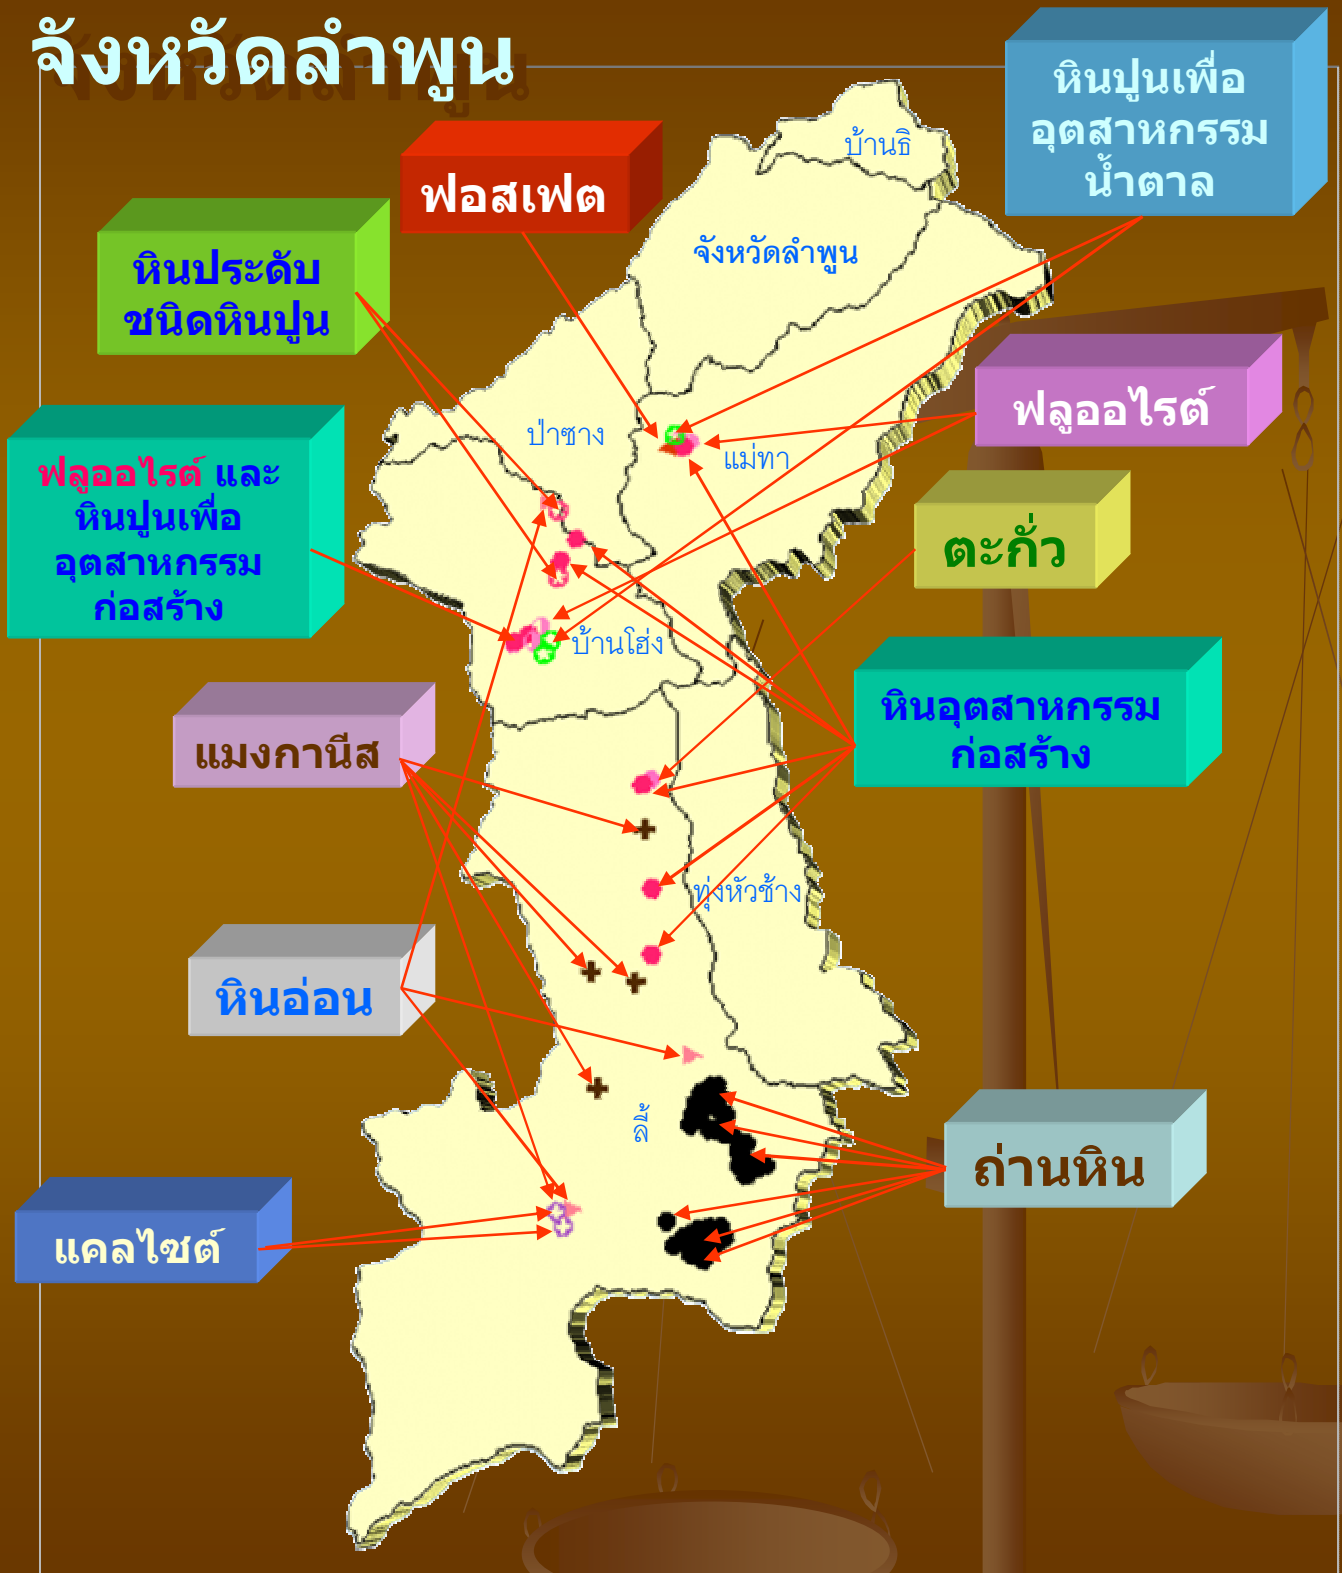 จังหวัดลำพูน
หินปูนเพื่อ
อุตสาหกรรม
น้ำตาล
บ้านธิ
ฟอสเฟต
หินประดับ
ชนิดหินปูน
จังหวัดลำพูน
ฟลูออไรต์
ป่าซาง
แม่ทา
ฟลูออไรต์ และ
หินปูนเพื่อ
อุตสาหกรรม
ก่อสร้าง
ตะกั่ว
บ้านโฮ่ง
หินอุตสาหกรรม
ก่อสร้าง
แมงกานีส
ทุ่งหัวช้าง
หินอ่อน
ลี้
ถ่านหิน
แคลไซต์